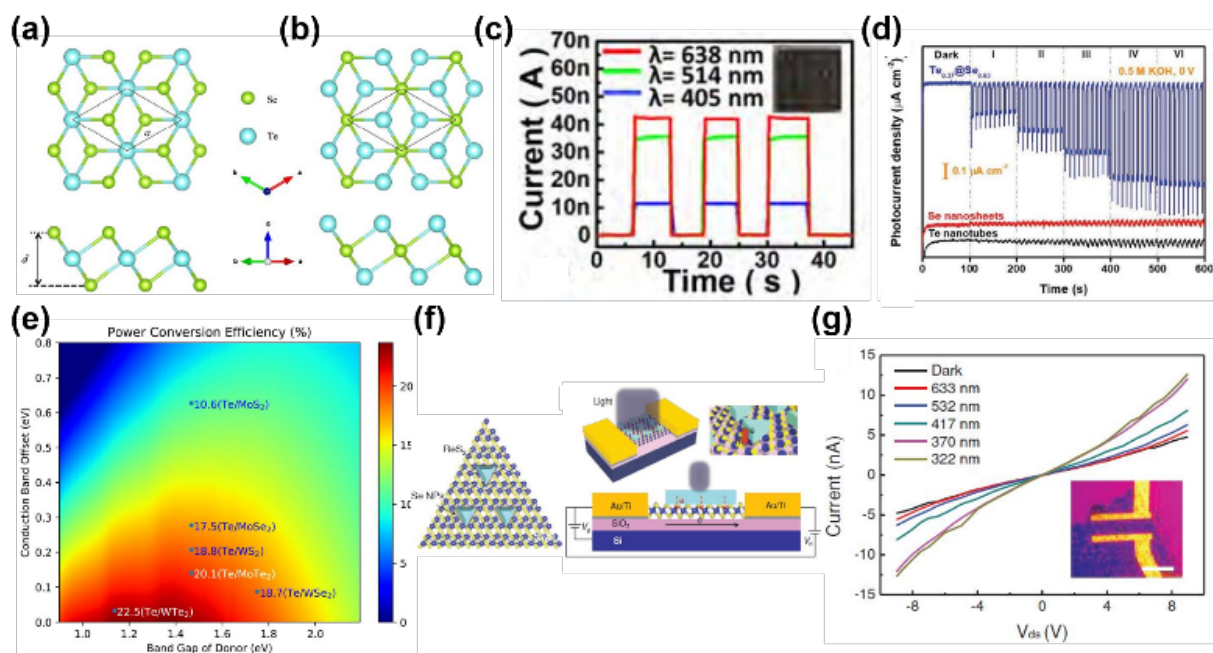 (a)
(b)
(c)
(d)
Se
Te
a
b
a
d
c
b
a
Current ( A )
70n
60n
50n
40n
30n
20n
10n
0
λ= 638 nm
λ= 514 nm
λ= 405 nm
0 10 20 30 40
Time ( s )
Photocurrent density (μA cm⁻²)
Dark I II III IV VI
0.5 M KOH, 0 V
0.1 μA cm⁻²
Se nanosheets
Te nanotubes
0 100 200 300 400 500 600
Time (s)
(e)
(f)
(g)
Power Conversion Efficiency (%)
Conduction Band Offset (eV)
0.8
0.7
0.6
0.5
0.4
0.3
0.2
0.1
0.0
10.6(Te/MoS₂)
17.5(Te/MoSe₂)
18.8(Te/WS₂)
20.1(Te/MoTe₂)
18.7(Te/WSe₂)
22.5(Te/WTe₂)
1.0 1.2 1.4 1.6 1.8 2.0
Band Gap of Donor (eV)
20
15
10
5
0
ReS₂
Se NPs
Light
Au/Ti
Au/Ti
SiO₂
Si
Current (nA)
15
10
5
0
-5
-10
-15
Dark
633 nm
532 nm
417 nm
370 nm
322 nm
-8 -4 0 4 8
Vds (V)